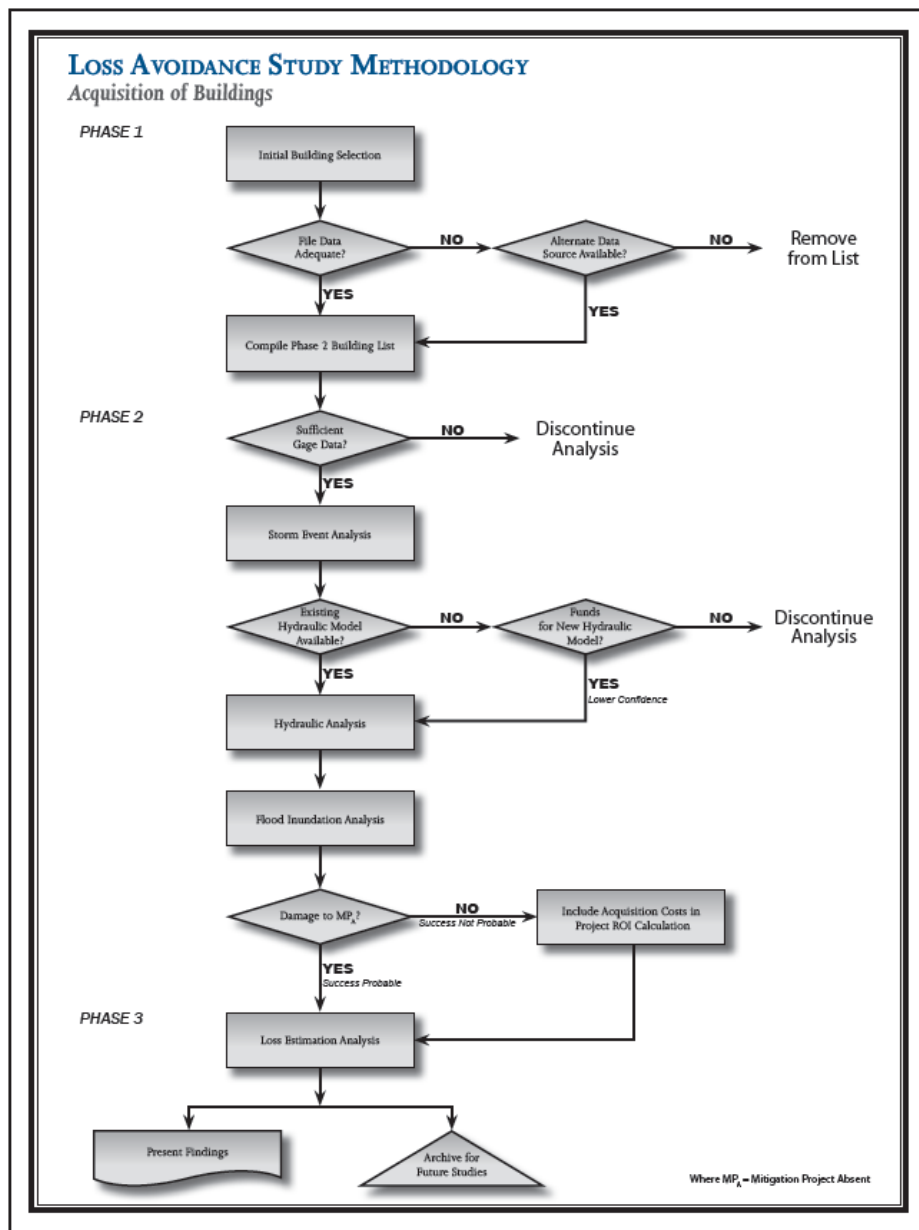 LOSS AVOIDANCE STUDY METHODOLOGY
Acquisition of Buildings
PHASE 1
Initial Building Selection
File Data
Adequate?
NO
Alternate Data
Source Available?
NO
Remove
from List
YES
YES
Compile Phase 2 Building List
PHASE 2
Sufficient
Gage Data?
NO
Discontinue
Analysis
YES
Storm Event Analysis
Existing
Hydraulic Model
Available?
NO
Funds
for New Hydraulic
Model?
NO
Discontinue
Analysis
YES
YES
Lower Confidence
Hydraulic Analysis
Flood Inundation Analysis
Damage to MPA?
NO
Success Not Probable
Include Acquisition Costs in
Project ROI Calculation
YES
Success Probable
PHASE 3
Loss Estimation Analysis
Present Findings
Archive for
Future Studies
Where MPA = Mitigation Project Absent